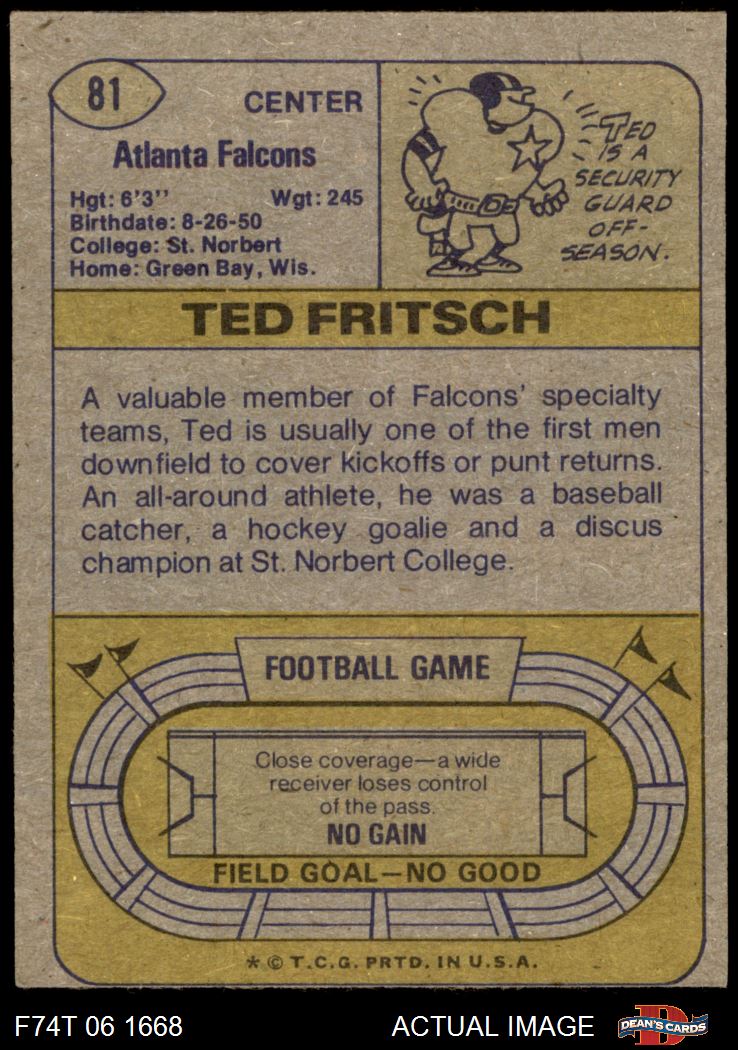 81
CENTER
Atlanta Falcons
Hgt: 6'3'' Wgt: 245
Birthdate: 8-26-50
College: St. Norbert
Home: Green Bay, Wis.
TED
IS A
SECURITY
GUARD
OFF-
SEASON.
TED FRITSCH
A valuable member of Falcons' specialty
teams, Ted is usually one of the first men
downfield to cover kickoffs or punt returns.
An all-around athlete, he was a baseball
catcher, a hockey goalie and a discus
champion at St. Norbert College.
FOOTBALL GAME
Close coverage—a wide
receiver loses control
of the pass.
NO GAIN
FIELD GOAL—NO GOOD
* © T.C.G. PRTD. IN U.S.A.
F74T 06 1668
ACTUAL IMAGE
D
DEAN'S CARDS